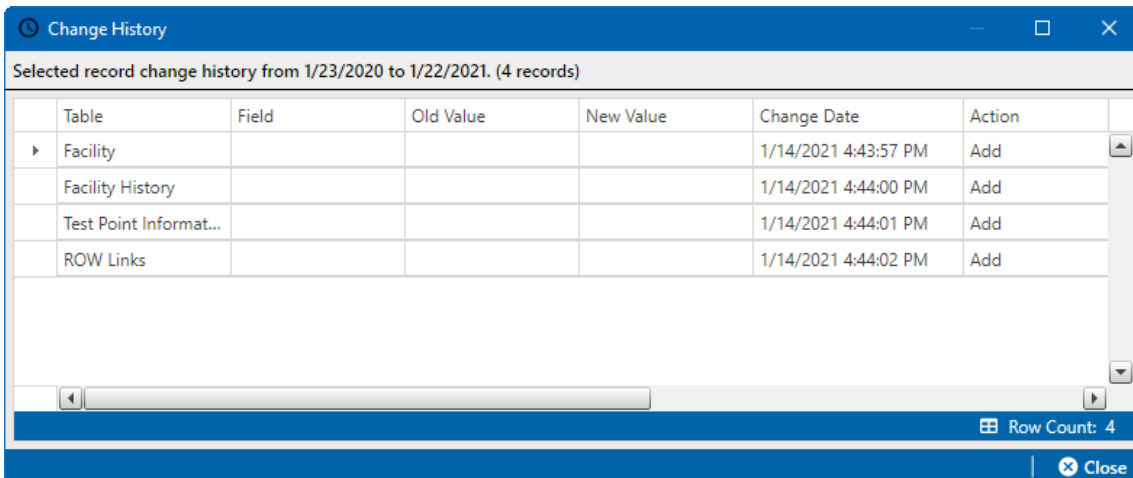 Change History
Selected record change history from 1/23/2020 to 1/22/2021. (4 records)
Table Field Old Value New Value Change Date Action
Facility 1/14/2021 4:43:57 PM Add
Facility History 1/14/2021 4:44:00 PM Add
Test Point Informat... 1/14/2021 4:44:01 PM Add
ROW Links 1/14/2021 4:44:02 PM Add
Row Count: 4
Close